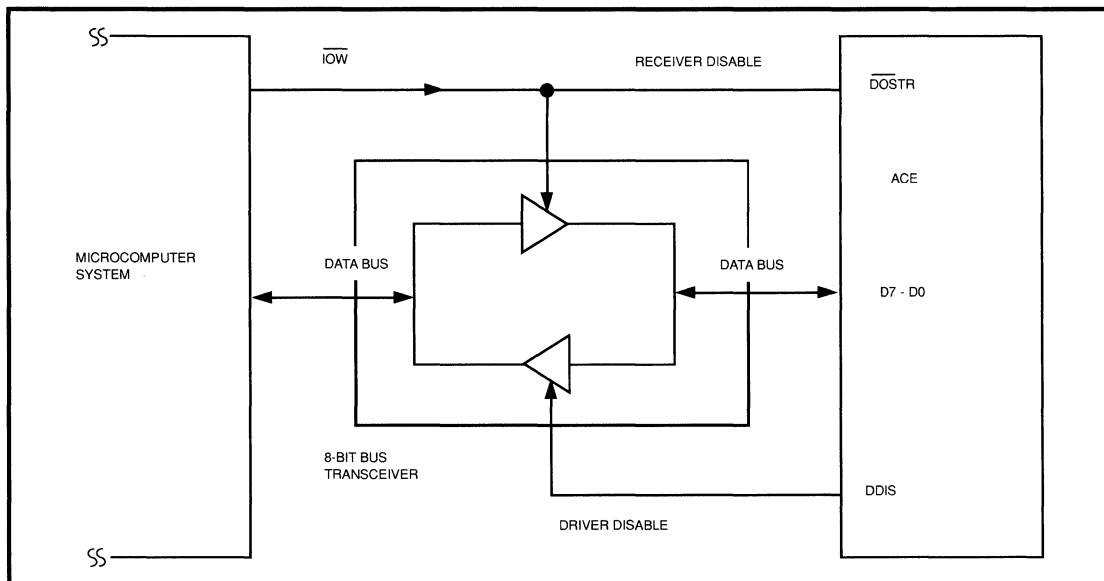 IOW
RECEIVER DISABLE
DOSTR
ACE
MICROCOMPUTER
SYSTEM
DATA BUS
DATA BUS
D7 - D0
8-BIT BUS
TRANSCEIVER
DDIS
DRIVER DISABLE